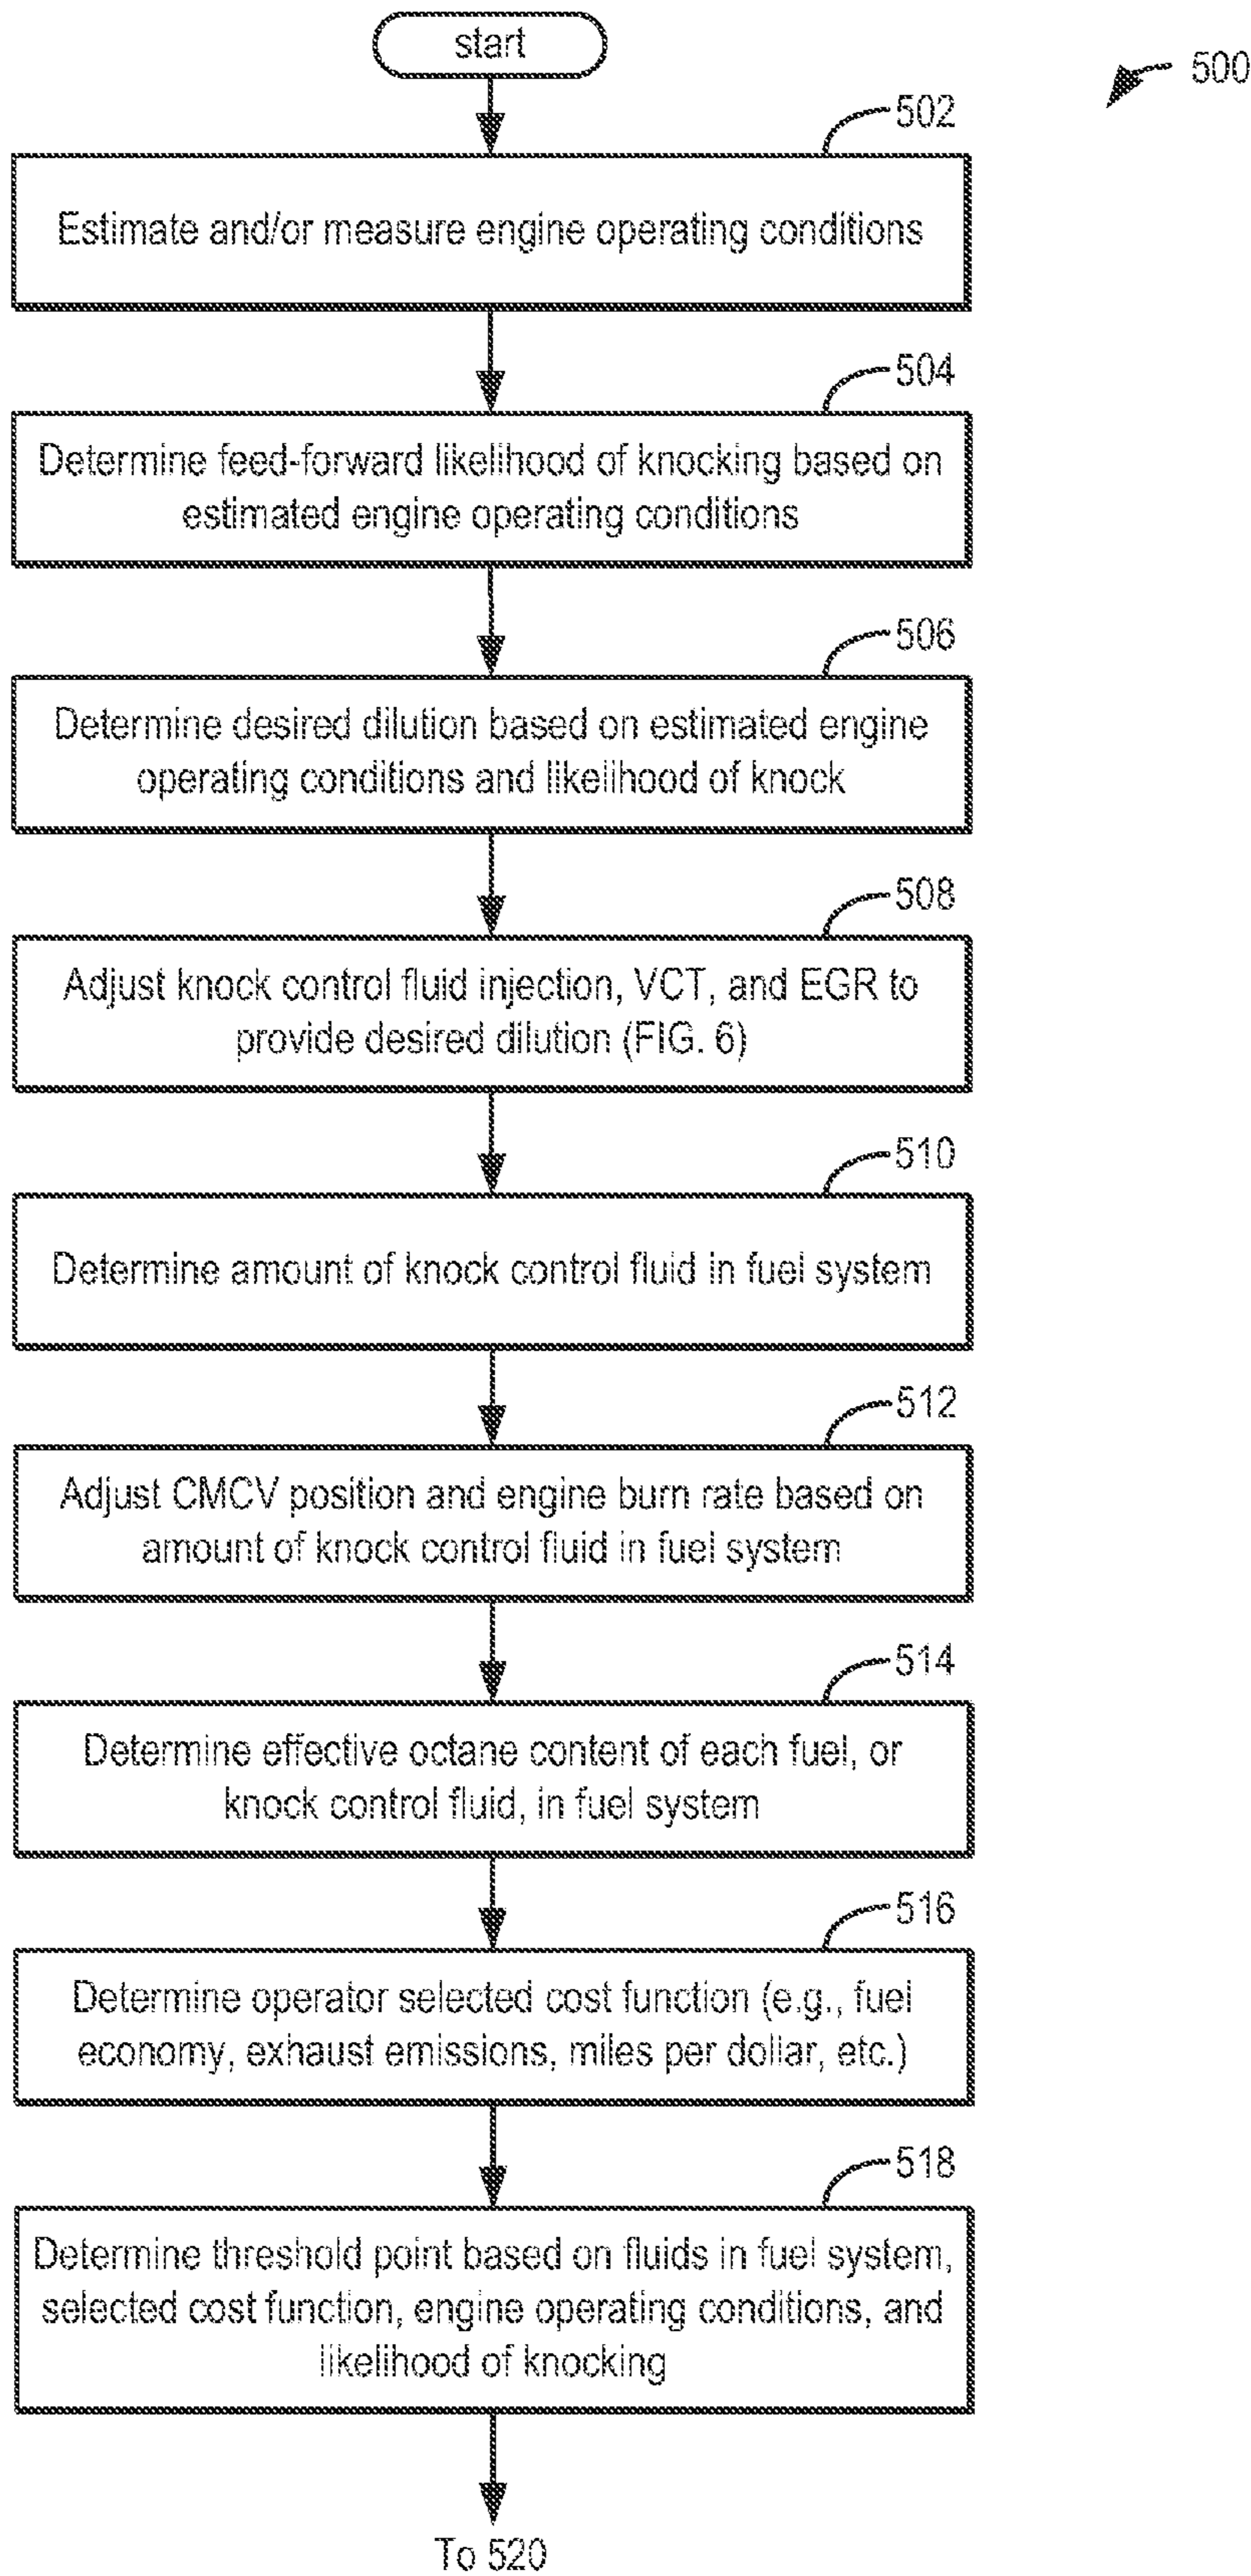 start
500
502
Estimate and/or measure engine operating conditions
504
Determine feed-forward likelihood of knocking based on
estimated engine operating conditions
506
Determine desired dilution based on estimated engine
operating conditions and likelihood of knock
508
Adjust knock control fluid injection, VCT, and EGR to
provide desired dilution (FIG. 6)
510
Determine amount of knock control fluid in fuel system
512
Adjust CMCV position and engine burn rate based on
amount of knock control fluid in fuel system
514
Determine effective octane content of each fuel, or
knock control fluid, in fuel system
516
Determine operator selected cost function (e.g., fuel
economy, exhaust emissions, miles per dollar, etc.)
518
Determine threshold point based on fluids in fuel system,
selected cost function, engine operating conditions, and
likelihood of knocking
To 520